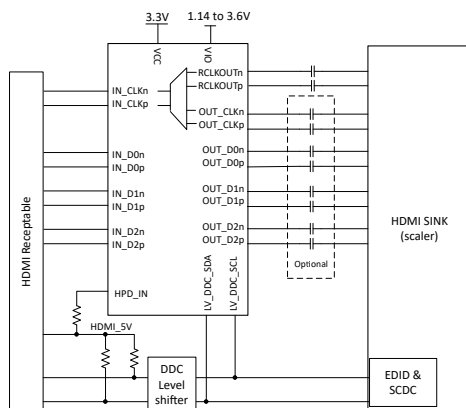 3.3V
1.14 to 3.6V
VCC
VIO
RCLKOUTn
RCLKOUTp
IN_CLKn
IN_CLKp
OUT_CLKn
OUT_CLKp
IN_D0n
IN_D0p
OUT_D0n
OUT_D0p
IN_D1n
IN_D1p
OUT_D1n
OUT_D1p
IN_D2n
IN_D2p
OUT_D2n
OUT_D2p
HDMI Receptable
HDMI SINK
(scaler)
Optional
LV_DDC_SDA
LV_DDC_SCL
HPD_IN
HDMI_5V
DDC
Level
shifter
EDID &
SCDC